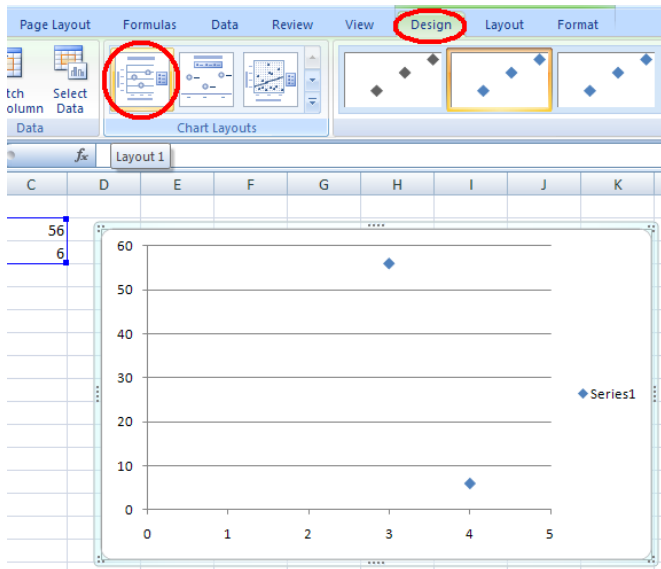 Page Layout Formulas Data Review View Design Layout Format
tch Select
olumn Data
Data Chart Layouts
fx
Layout 1
C D E F G H I J K
56
6
60
50
40
30
20
10
0
Series1
0 1 2 3 4 5